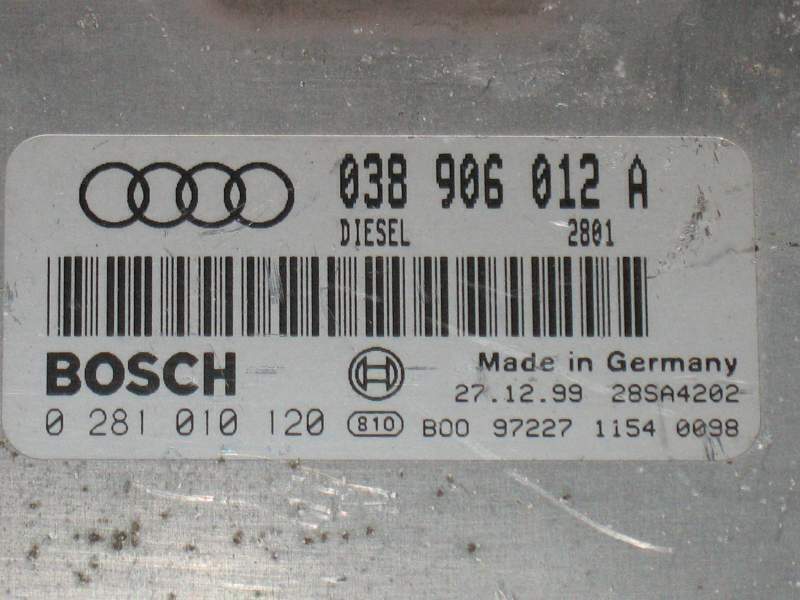 038 906 012 A
DIESEL 2801
BOSCH Made in Germany
27.12.99 28SA4202
0 281 010 120 810 B00 97227 1154 0098